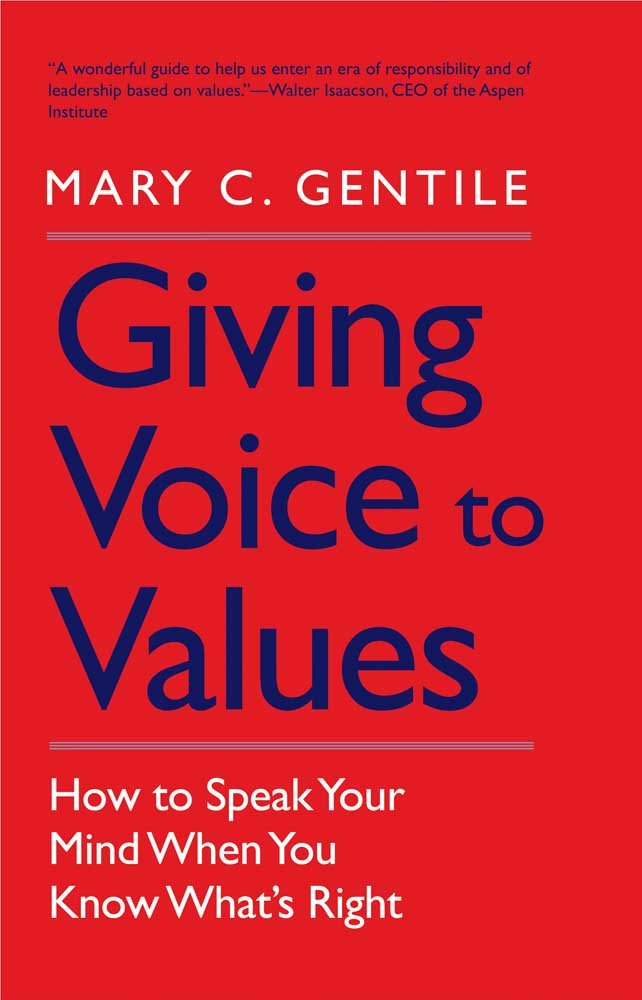 “A wonderful guide to help us enter an era of responsibility and of
leadership based on values.”—Walter Isaacson, CEO of the Aspen
Institute
MARY C. GENTILE
Giving
Voice to
Values
How to Speak Your
Mind When You
Know What’s Right